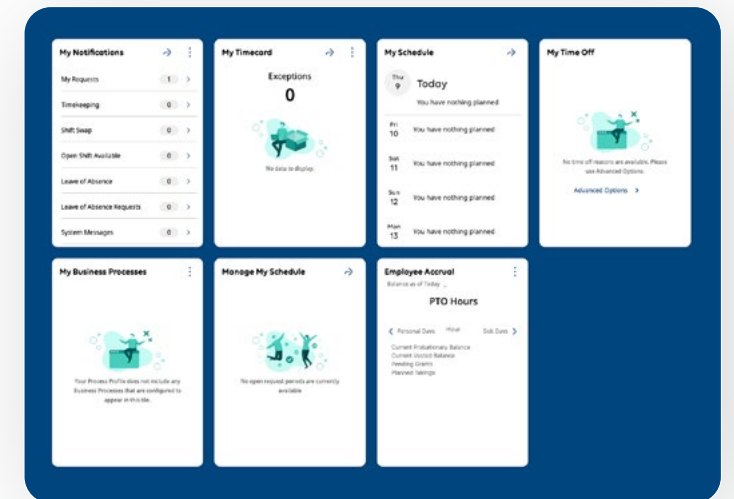 My Notifications
My Requests 1
Timekeeping 0
Shift Swap 0
Open Shift Available 0
Leave of Absence 0
Leave of Absence Requests 0
System Messages 0
My Timecard
Exceptions
0
No data to display.
My Schedule
Thu
9
Today
You have nothing planned
Fri
10
You have nothing planned
Sat
11
You have nothing planned
Sun
12
You have nothing planned
Mon
13
You have nothing planned
My Time Off
No time off reasons are available. Please
use Advanced Options.
Advanced Options
My Business Processes
Your Process Profile does not include any
Business Processes that are configured to
appear in this tile.
Manage My Schedule
No open request periods are currently
available
Employee Accrual
Balance as of Today
PTO Hours
Personal Days Hour Sick Days
Current Probationary Balance
Current Vested Balance
Pending Grants
Planned Takings